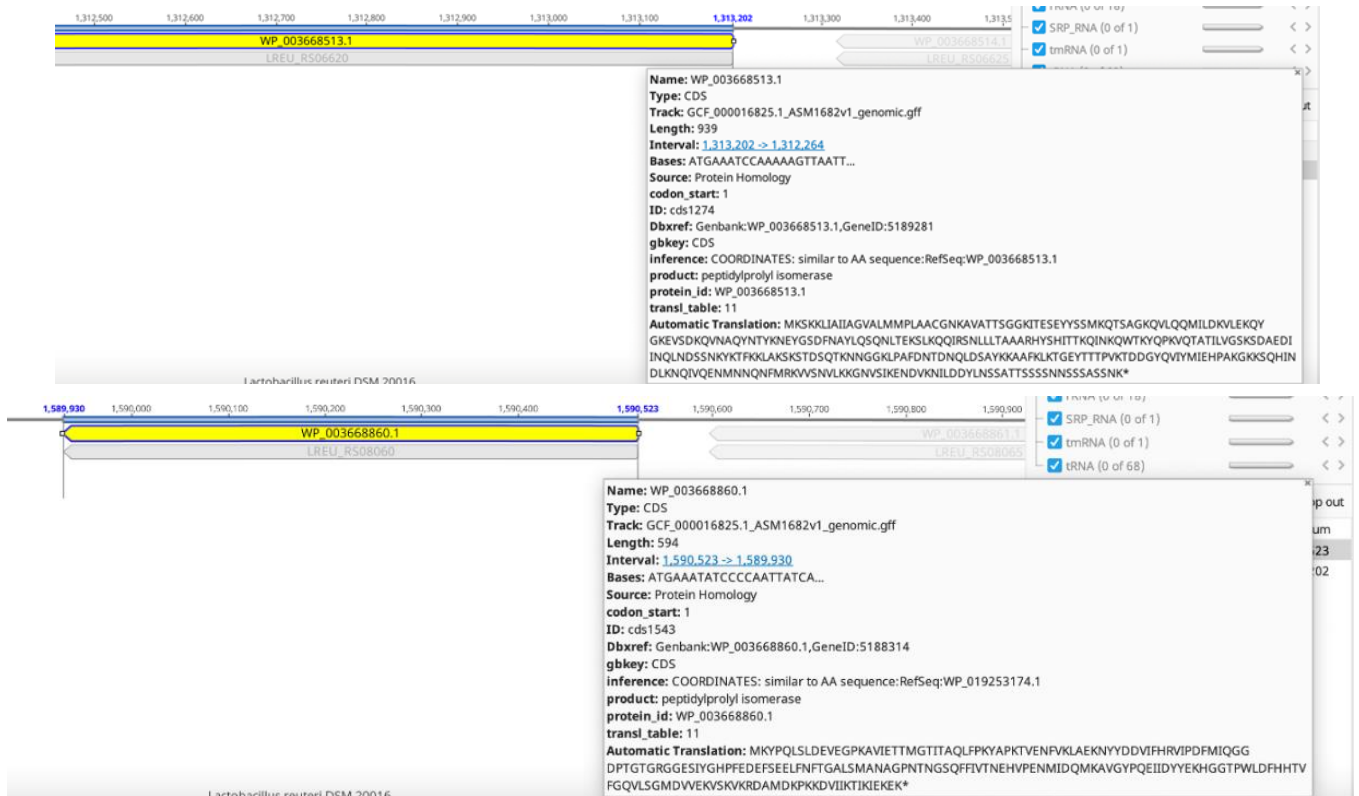 1,312,500 1,312,600 1,312,700 1,312,800 1,312,900 1,313,000 1,313,100 1,313,202 1,313,300 1,313,400 1,313,5
SRP_RNA (0 of 1)
WP_003668513.1 WP_003668514.1
tmRNA (0 of 1)
LREU_RS06620 LREU_RS06625
Name: WP_003668513.1
Type: CDS
Track: GCF_000016825.1_ASM1682v1_genomic.gff
Length: 939
Interval: 1,313,202 -> 1,312,264
Bases: ATGAAATCCAAAAAGTTAATT...
Source: Protein Homology
codon_start: 1
ID: cds1274
Dbxref: Genbank:WP_003668513.1,GeneID:5189281
gbkey: CDS
inference: COORDINATES: similar to AA sequence:RefSeq:WP_003668513.1
product: peptidylprolyl isomerase
protein_id: WP_003668513.1
transl_table: 11
Automatic Translation: MKSKKLIAIIAGVALMMPLAACGNKAVATTSGGKITESEYYSSMKQTSAGKQVLQQMILDKVLEKQY
GKEVSDKQVNAQYNTYKNEYGSDFNAYLQSQNLTEKSLKQQIRSNLLLTAAARHYSHITTKQINKQWTKYQPKVQTATILVGSKSDAEDI
INQLNDSSNKYKTFKKLAKSKSTDSQTKNNGGKLPAFDNTDNQLDSAYKKAAFKLKTGEYTTTPVKTDDGYQVIYMIEHPAKGKKSQHIN
DLKNQIVQENMNNQNFMRKVVSNVLKKGNVSIKENDVKNILDDYLNSSATTSSSSNNSSSASSNK*
Lactobacillus reuteri DSM 20016
1,589,930 1,590,000 1,590,100 1,590,200 1,590,300 1,590,400 1,590,523 1,590,600 1,590,700 1,590,800 1,590,900
SRP_RNA (0 of 1)
WP_003668860.1 WP_003668861.1
tmRNA (0 of 1)
LREU_RS08060 LREU_RS08065
tRNA (0 of 68)
Name: WP_003668860.1
Type: CDS
Track: GCF_000016825.1_ASM1682v1_genomic.gff
Length: 594
Interval: 1,590,523 -> 1,589,930
Bases: ATGAAATATCCCCAATTATCA...
Source: Protein Homology
codon_start: 1
ID: cds1543
Dbxref: Genbank:WP_003668860.1,GeneID:5188314
gbkey: CDS
inference: COORDINATES: similar to AA sequence:RefSeq:WP_019253174.1
product: peptidylprolyl isomerase
protein_id: WP_003668860.1
transl_table: 11
Automatic Translation: MKYPQLSLDEVEGPKAVIETTMGTITAQLFPKYAPKTVENFVKLAEKNYYDDVIFHRVIPDFMIQGG
DPTGTGRGGESIYGHPFEDEFSEELFNFTGALSMANAGPNTNGSQFFIVTNEHVPENMIDQMKAVGYPQEIIDYYEKHGGTPWLDFHHTV
FGQVLSGMDVVEKVSKVKRDAMDKPKKDVIIKTIKIEKEK*
op out
um
23
02
Lactobacillus reuteri DSM 20016